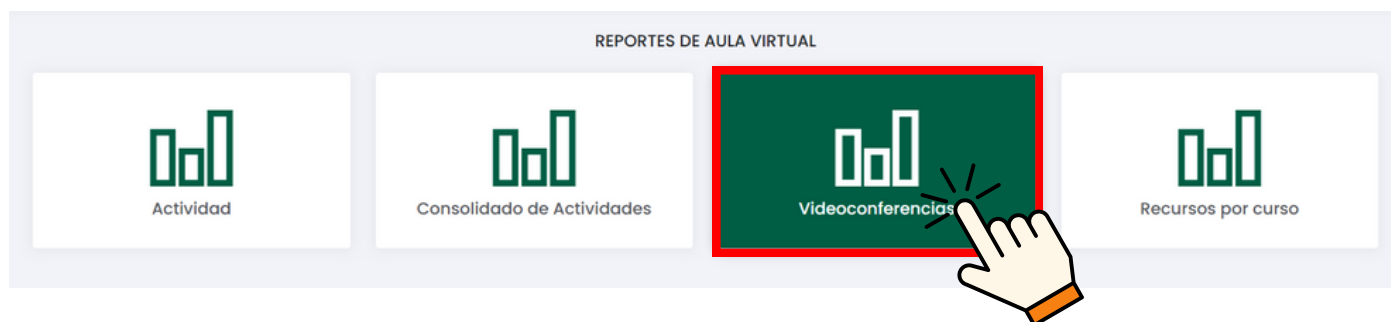 REPORTES DE AULA VIRTUAL
Actividad
Consolidado de Actividades
Videoconferencias
Recursos por curso